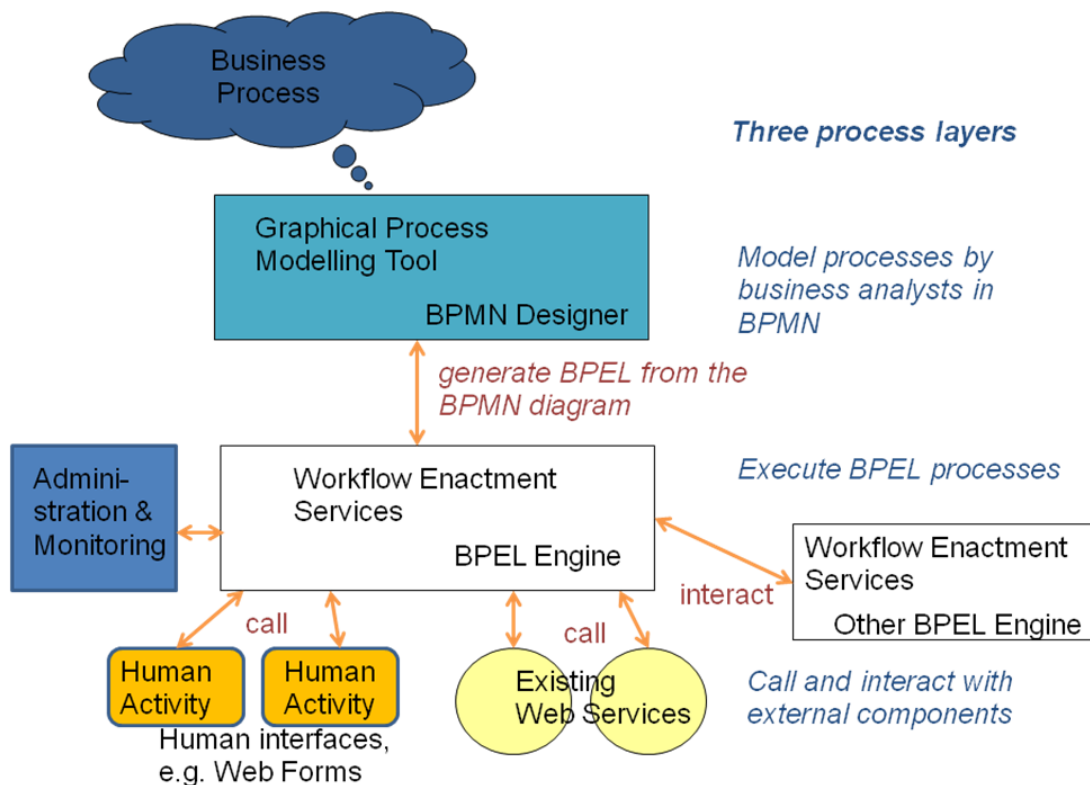 Business
Process
Three process layers
Graphical Process
Modelling Tool
BPMN Designer
Model processes by
business analysts in
BPMN
generate BPEL from the
BPMN diagram
Admini-
stration &
Monitoring
Workflow Enactment
Services
BPEL Engine
Execute BPEL processes
Workflow Enactment
Services
Other BPEL Engine
interact
call
call
Human
Activity
Human
Activity
Human interfaces,
e.g. Web Forms
Existing
Web Services
Call and interact with
external components